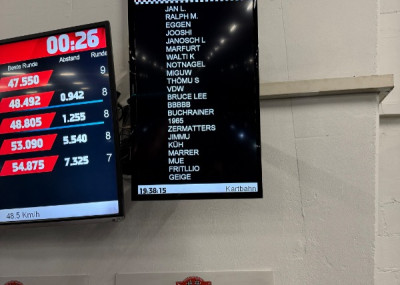 00:26
Beste Runde Abstand Runde
47.550 9
48.492 0.942 8
48.805 1.255 8
53.090 5.540 8
54.875 7.325 7
48.5 Km/h
JAN L.
RALPH M.
EGGEN
JOOSHI
JANOSCH L
MARFURT
WALTI K
NOTNAGEL
MIGUW
THÖMU S
VDW
BRUCE LEE
BBBBB
BUCHRAINER
1965
ZERMATTERS
JIMMU
KÜH
MARRER
MUE
FRITLLIO
GEIGE
19:38:15 Kartbahn